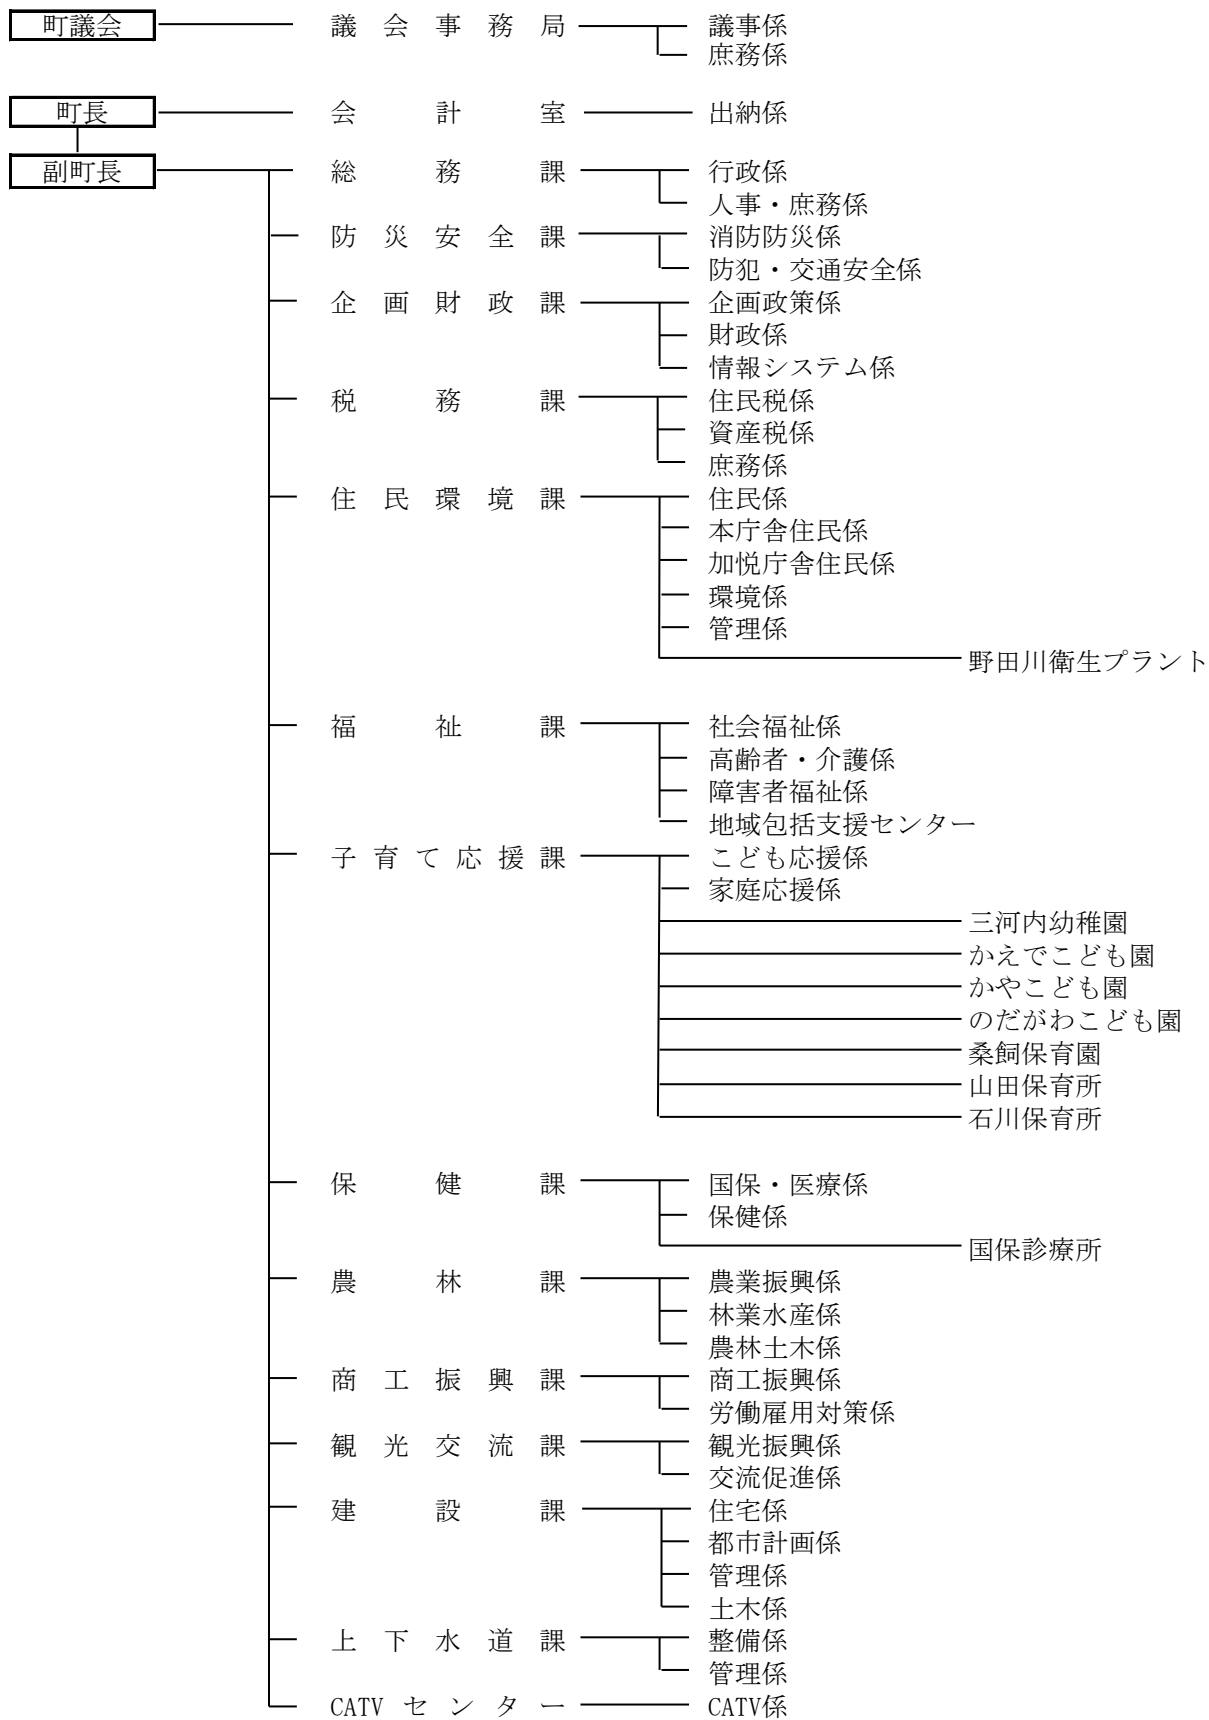 町議会 議会事務局 議事係
庶務係
町長 会計室 出納係
副町長 総務課 行政係
人事・庶務係
防災安全課 消防防災係
防犯・交通安全係
企画財政課 企画政策係
財政係
情報システム係
税務課 住民税係
資産税係
庶務係
住民環境課 住民係
本庁舎住民係
加悦庁舎住民係
環境係
管理係
野田川衛生プラント
福祉課 社会福祉係
高齢者・介護係
障害者福祉係
地域包括支援センター
子育て応援課 こども応援係
家庭応援係
三河内幼稚園
かえでこども園
かやこども園
のだがわこども園
桑飼保育園
山田保育所
石川保育所
保健課 国保・医療係
保健係
国保診療所
農林課 農業振興係
林業水産係
農林土木係
商工振興課 商工振興係
労働雇用対策係
観光交流課 観光振興係
交流促進係
建設課 住宅係
都市計画係
管理係
土木係
上下水道課 整備係
管理係
CATVセンター CATV係